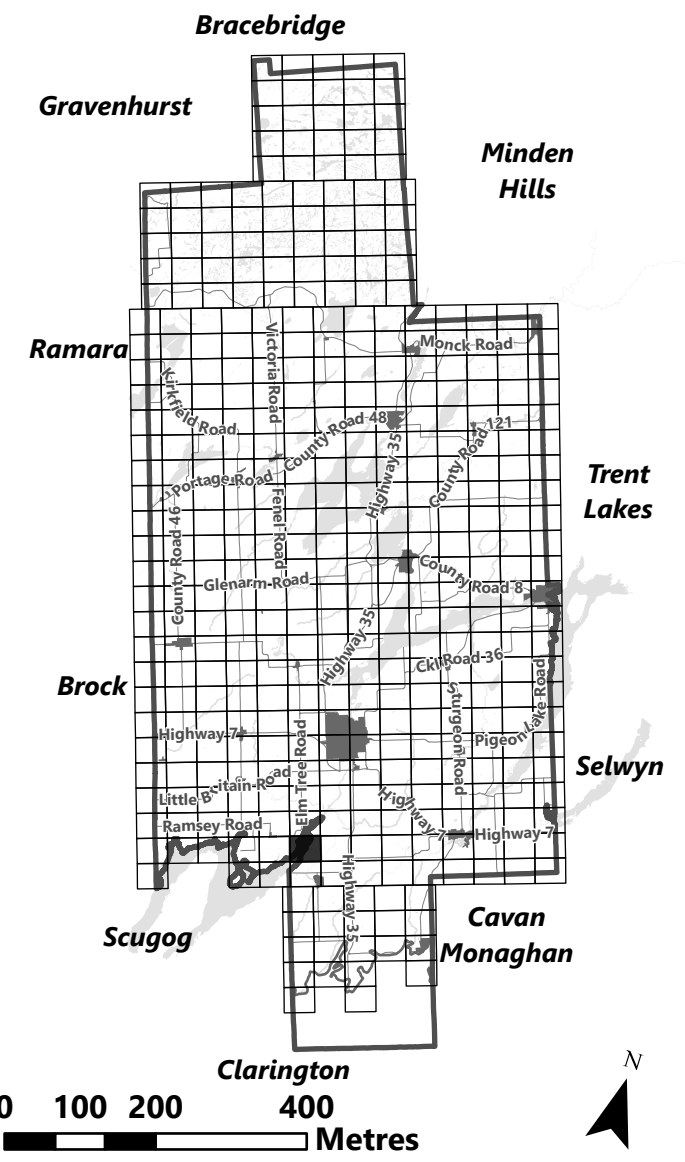 Bracebridge
Gravenhurst
Minden
Hills
Ramara
Victoria Road
Monck Road
Kirkfield Road
County Road 48
Highway 35
County Road 121
Portage Road
Trent
Lakes
County Road 46
Fenel Road
Glenarm Road
County Road 8
Highway 35
Ckl Road 36
Brock
Sturgeon Road
Pigeon Lake Road
Highway 7
Elm Tree Road
Selwyn
Little Britain Road
Highway 7
Highway 7
Ramsey Road
Highway 35
Scugog
Cavan
Monaghan
Clarington
N
0 100 200 400
Metres